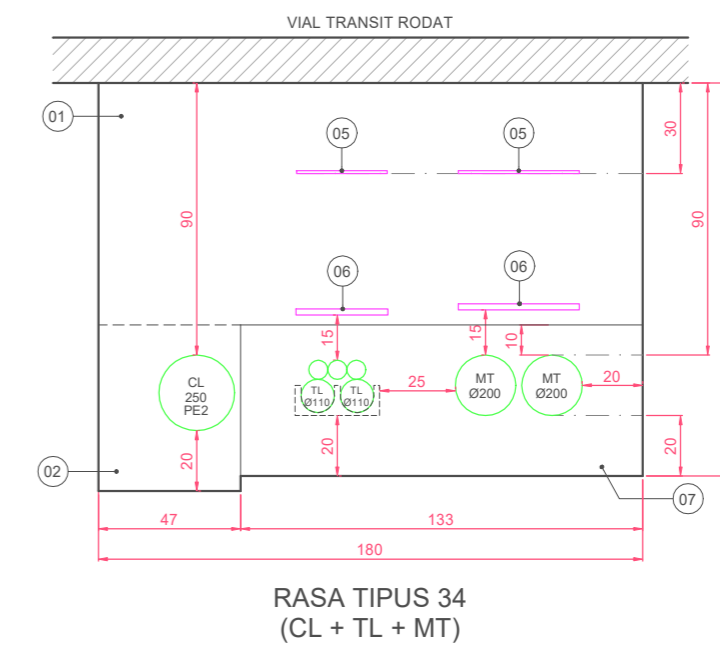 VIAL TRANSIT RODAT
01
05
05
30
90
90
06
06
15
15
10
CL
250
PE2
TL
Ø110
TL
Ø110
25
MT
Ø200
MT
Ø200
20
20
20
20
02
07
47
133
180
RASA TIPUS 34
(CL + TL + MT)